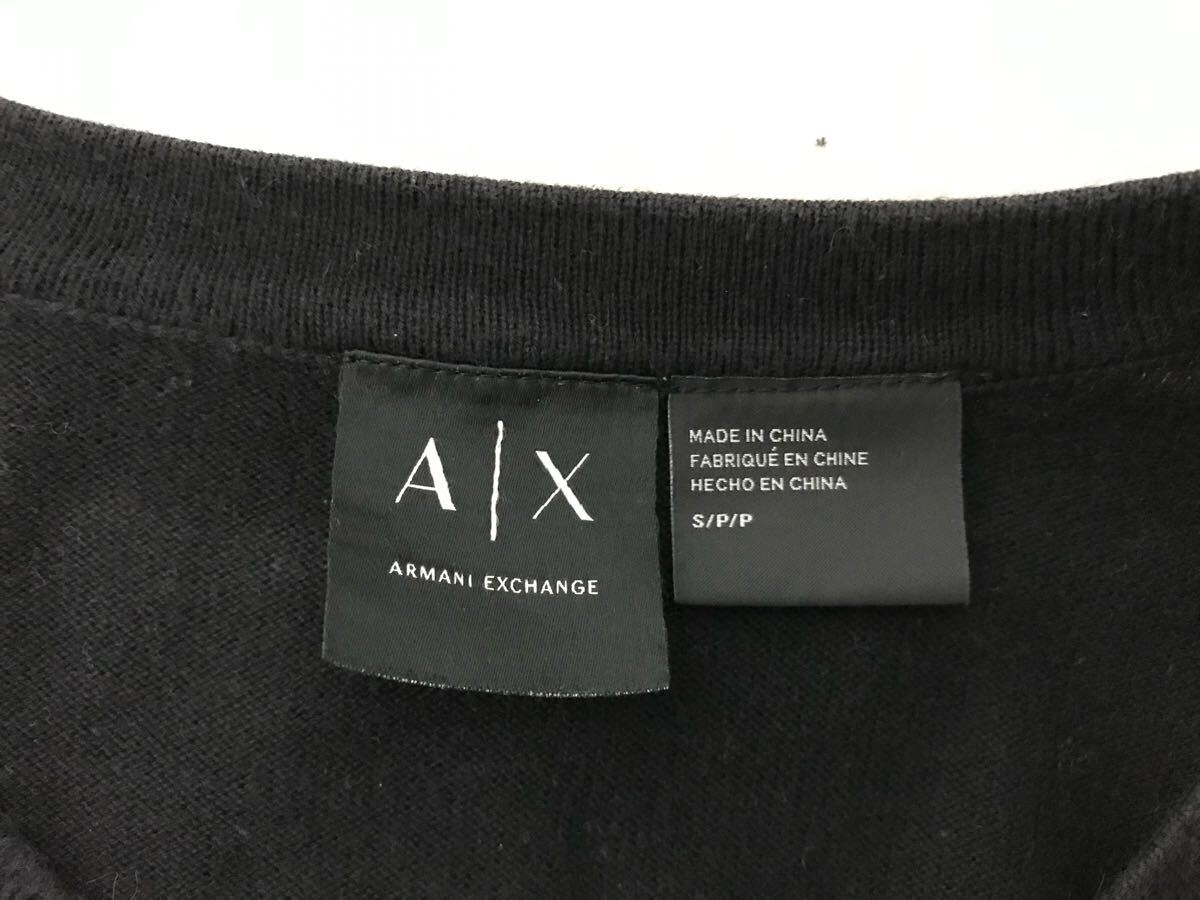 A|X
ARMANI EXCHANGE
MADE IN CHINA
FABRIQUÉ EN CHINE
HECHO EN CHINA
S/P/P